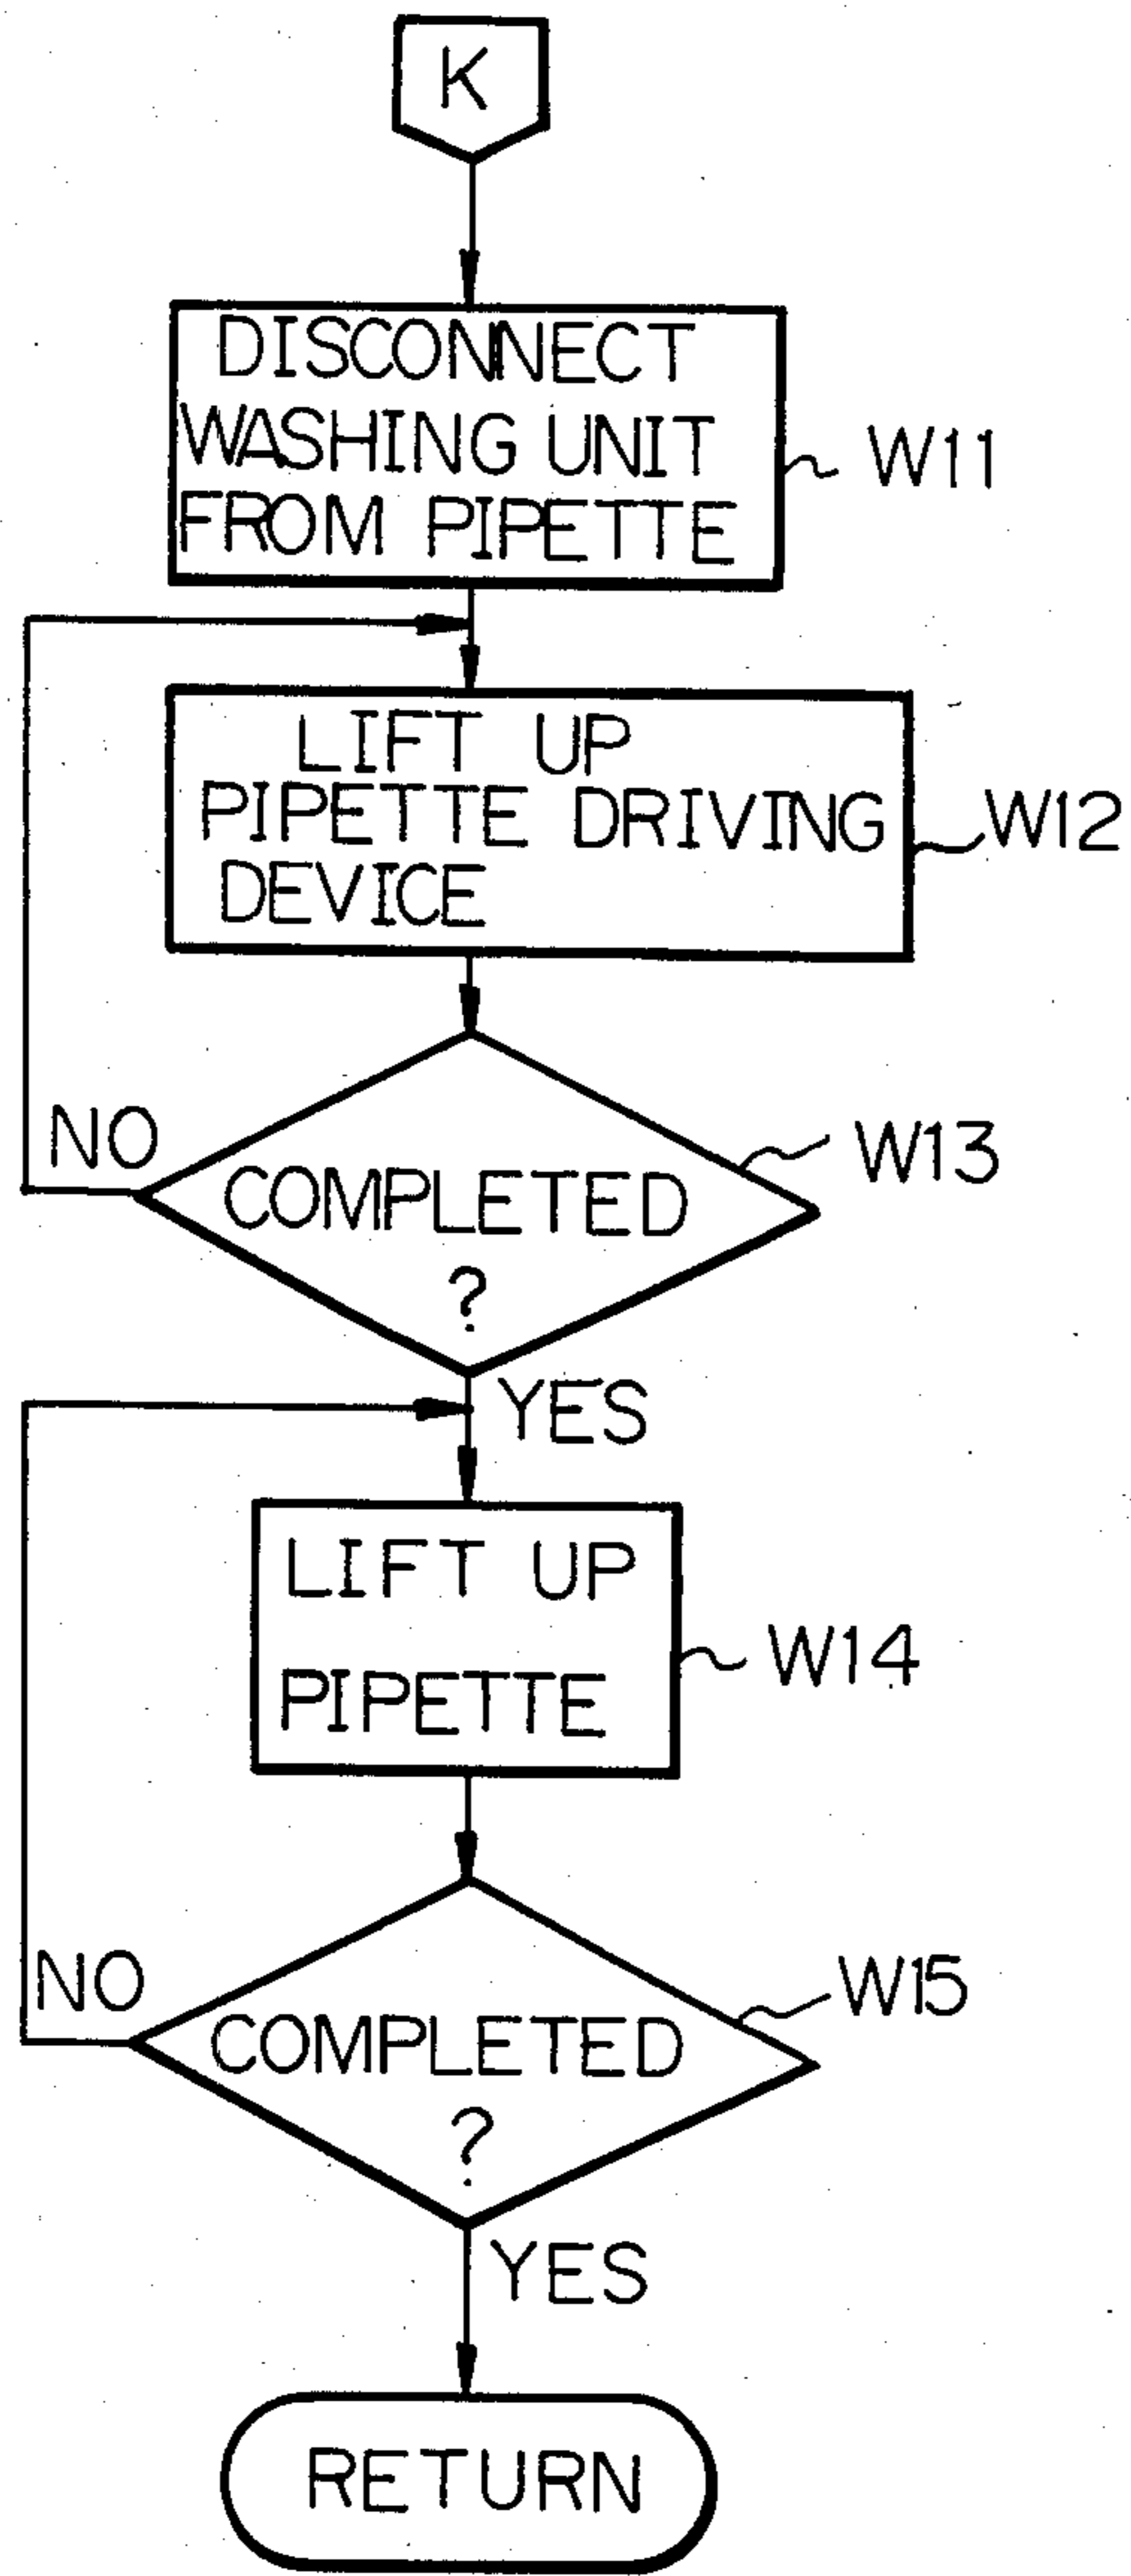 K
DISCONNECT
WASHING UNIT
FROM PIPETTE
W11
LIFT UP
PIPETTE DRIVING
DEVICE
W12
NO
COMPLETED
?
W13
YES
LIFT UP
PIPETTE
W14
NO
COMPLETED
?
W15
YES
RETURN